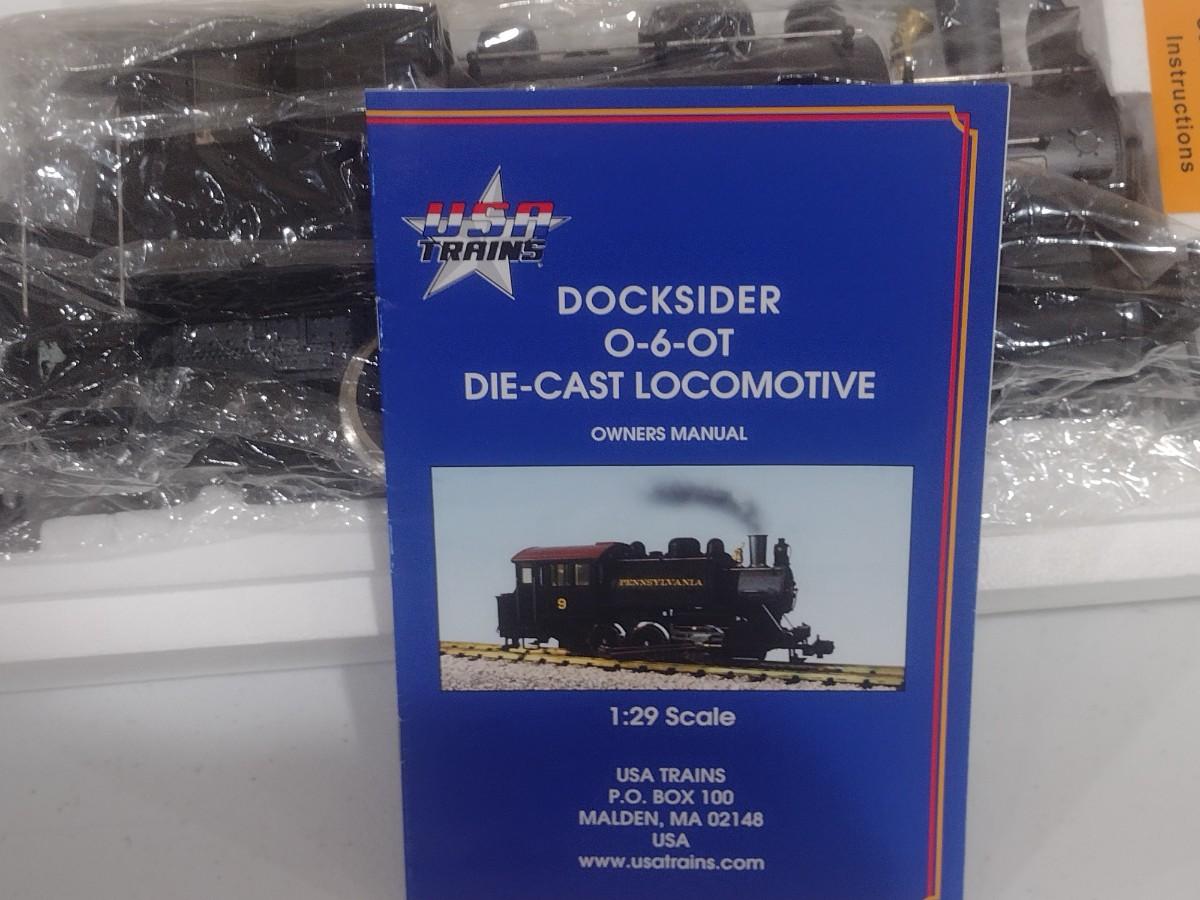 Instructions
USA
TRAINS
DOCKSIDER
O-6-OT
DIE-CAST LOCOMOTIVE
OWNERS MANUAL
PENNSYLVANIA
9
1:29 Scale
USA TRAINS
P.O. BOX 100
MALDEN, MA 02148
USA
www.usatrains.com